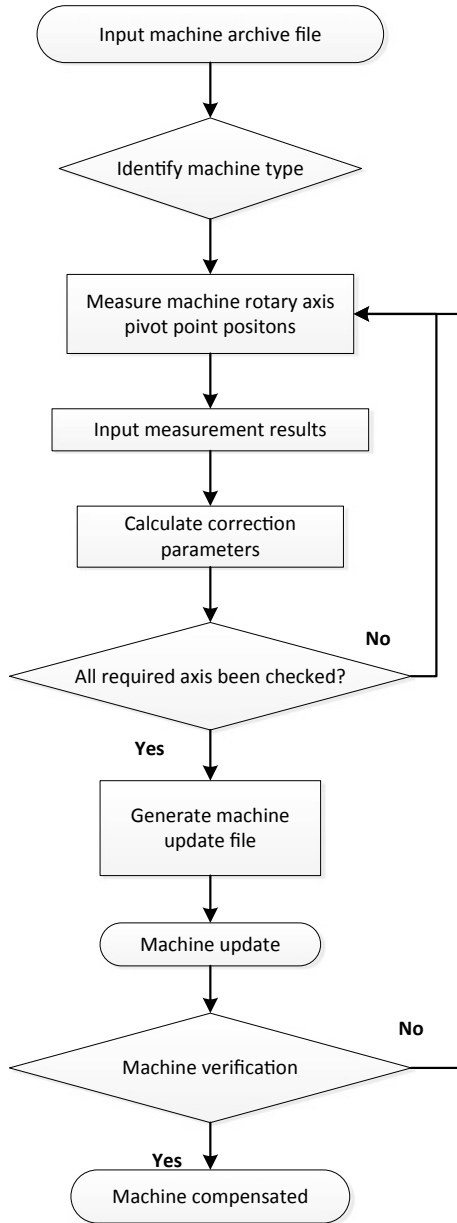 Input machine archive file
Identify machine type
Measure machine rotary axis
pivot point positons
Input measurement results
Calculate correction
parameters
No
All required axis been checked?
Yes
Generate machine
update file
Machine update
No
Machine verification
Yes
Machine compensated